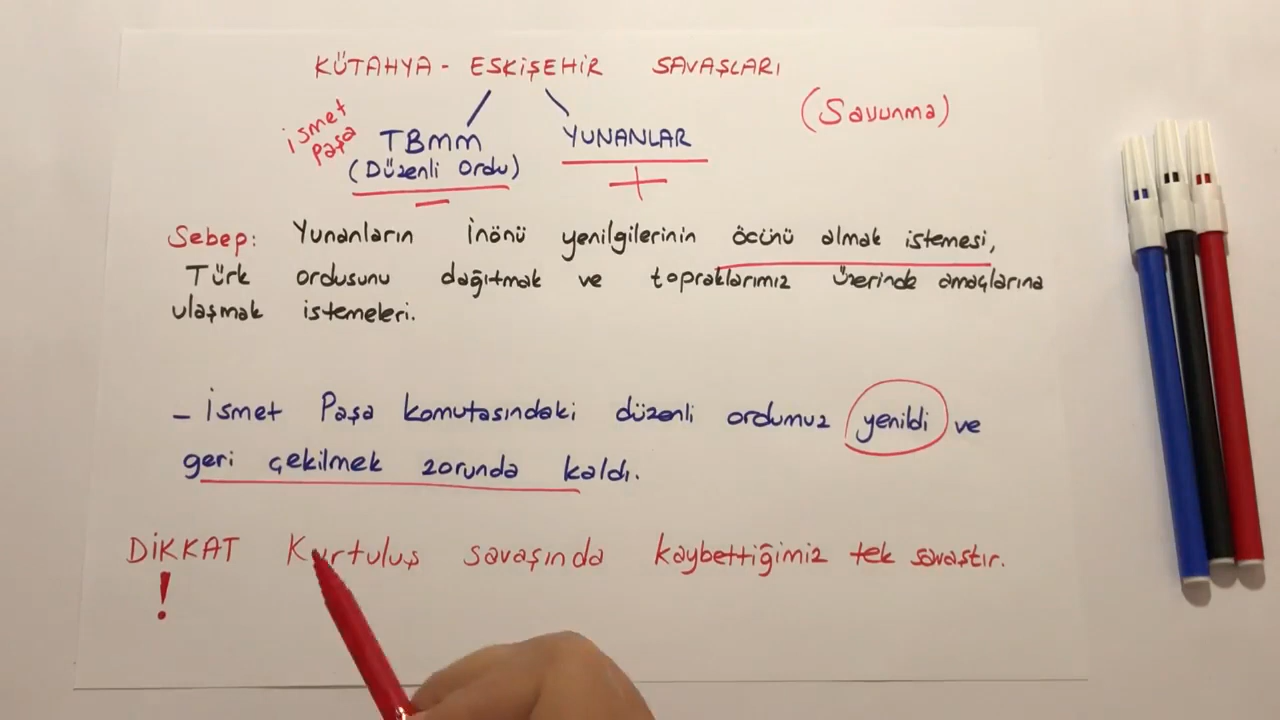 KÜTAHYA - ESKİŞEHİR SAVAŞLARI
(Savunma)
İsmet Paşa
TBMM
(Düzenli Ordu)
YUNANLAR
Sebep: Yunanların İnönü yenilgilerinin öcünü almak istemesi,
Türk ordusunu dağıtmak ve topraklarımız üzerinde amaçlarına
ulaşmak istemeleri.
- İsmet Paşa komutasındaki düzenli ordumuz yenildi ve
geri çekilmek zorunda kaldı.
DİKKAT Kurtuluş savaşında kaybettiğimiz tek savaştır.
!